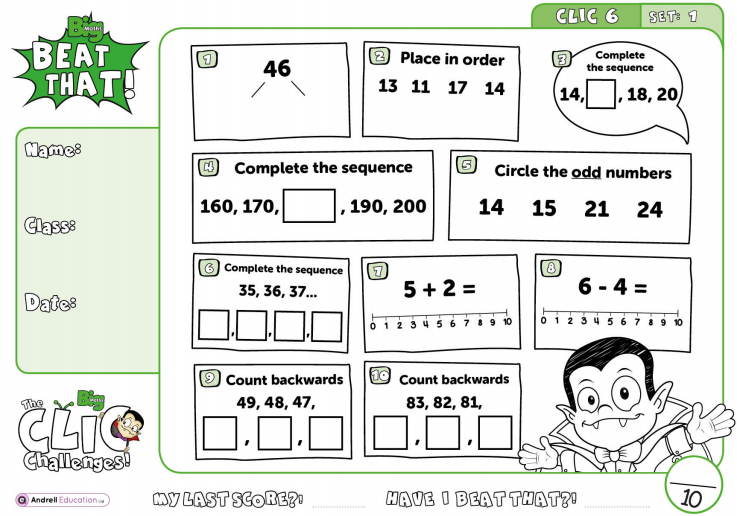 CLIC 6
SET: 1
Big Maths
BEAT
THAT!
Name:
Class:
Date:
1
46
2
Place in order
13 11 17 14
3
Complete
the sequence
14, , 18, 20
4
Complete the sequence
160, 170, , 190, 200
5
Circle the odd numbers
14 15 21 24
6
Complete the sequence
35, 36, 37...
, , ,
7
5 + 2 =
0 1 2 3 4 5 6 7 8 9 10
8
6 - 4 =
0 1 2 3 4 5 6 7 8 9 10
9
Count backwards
49, 48, 47,
, ,
10
Count backwards
83, 82, 81,
, ,
The Big Maths
CLIC
Challenges!
Andrell Education Ltd
MY LAST SCORE?!
HAVE I BEAT THAT?!
10